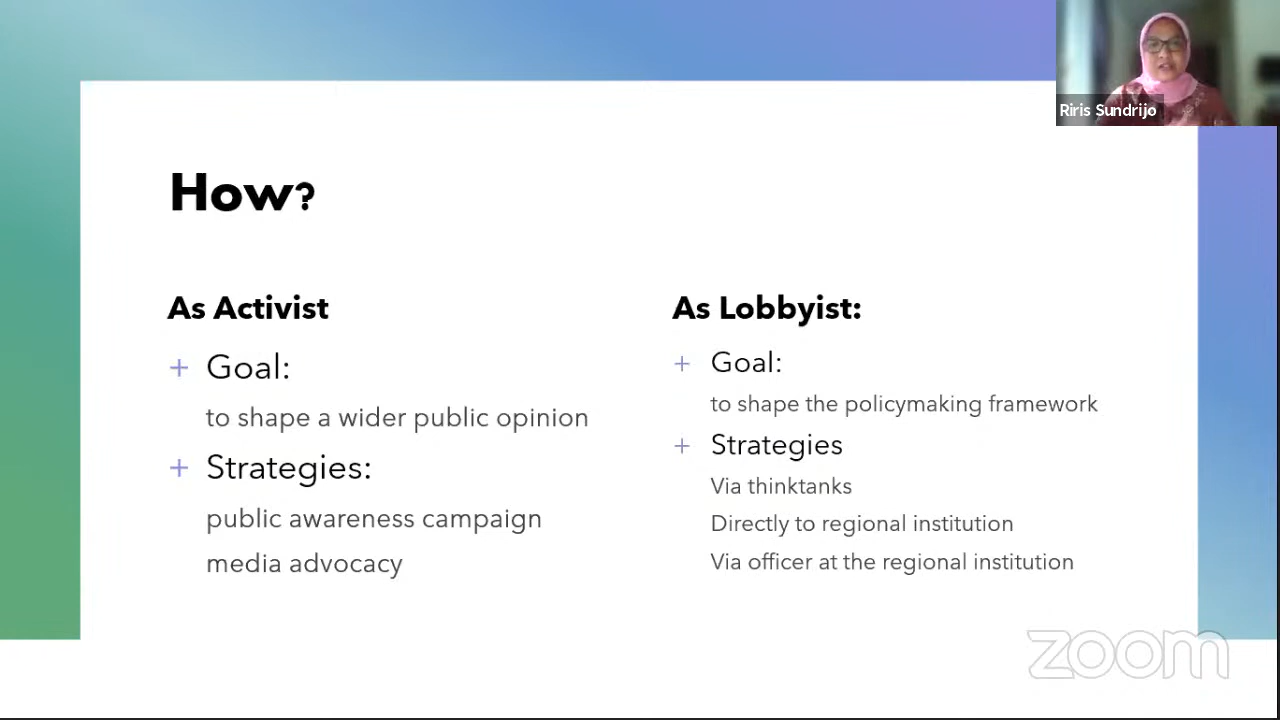 Riris Sundrijo
How?
As Activist
+ Goal:
to shape a wider public opinion
+ Strategies:
public awareness campaign
media advocacy
As Lobbyist:
+ Goal:
to shape the policymaking framework
+ Strategies
Via thinktanks
Directly to regional institution
Via officer at the regional institution
zoom